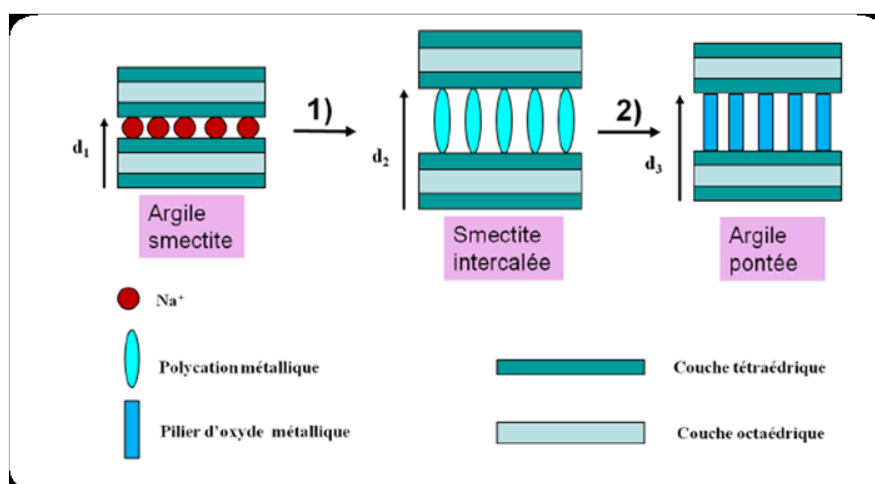 1)
2)
d₁
d₂
d₃
Argile
smectite
Smectite
intercalée
Argile
pontée
Na⁺
Polycation métallique
Pilier d'oxyde métallique
Couche tétraédrique
Couche octaédrique